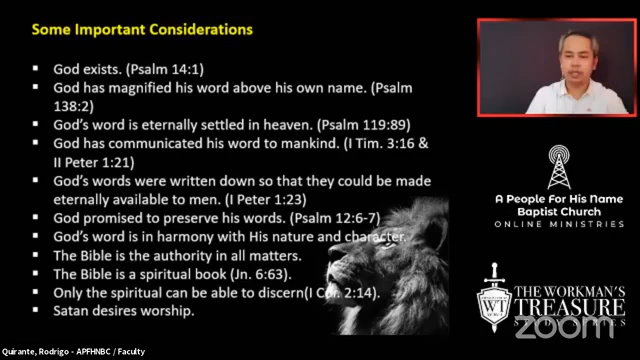 Some Important Considerations
▪ God exists. (Psalm 14:1)
▪ God has magnified his word above his own name. (Psalm
138:2)
▪ God's word is eternally settled in heaven. (Psalm 119:89)
▪ God has communicated his word to mankind. (I Tim. 3:16 &
II Peter 1:21)
▪ God's words were written down so that they could be made
eternally available to men. (I Peter 1:23)
▪ God promised to preserve his words. (Psalm 12:6-7)
▪ God's word is in harmony with His nature and character.
▪ The Bible is the authority in all matters.
▪ The Bible is a spiritual book (Jn. 6:63).
▪ Only the spiritual can be able to discern(I Cor. 2:14).
▪ Satan desires worship.
A People For His Name
Baptist Church
ONLINE MINISTRIES
WT
THE WORKMAN'S
TREASURE
zoom
Quirante, Rodrigo - APFHNBC / Faculty